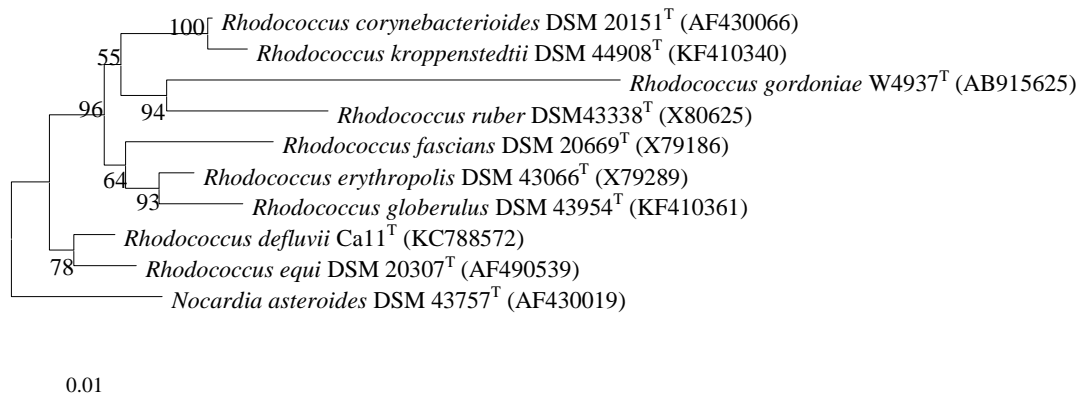 100 Rhodococcus corynebacterioides DSM 20151T (AF430066)
Rhodococcus kroppenstedtii DSM 44908T (KF410340)
55
Rhodococcus gordoniae W4937T (AB915625)
96
94
Rhodococcus ruber DSM43338T (X80625)
Rhodococcus fascians DSM 20669T (X79186)
64
Rhodococcus erythropolis DSM 43066T (X79289)
93
Rhodococcus globerulus DSM 43954T (KF410361)
Rhodococcus defluvii Ca11T (KC788572)
78
Rhodococcus equi DSM 20307T (AF490539)
Nocardia asteroides DSM 43757T (AF430019)
0.01